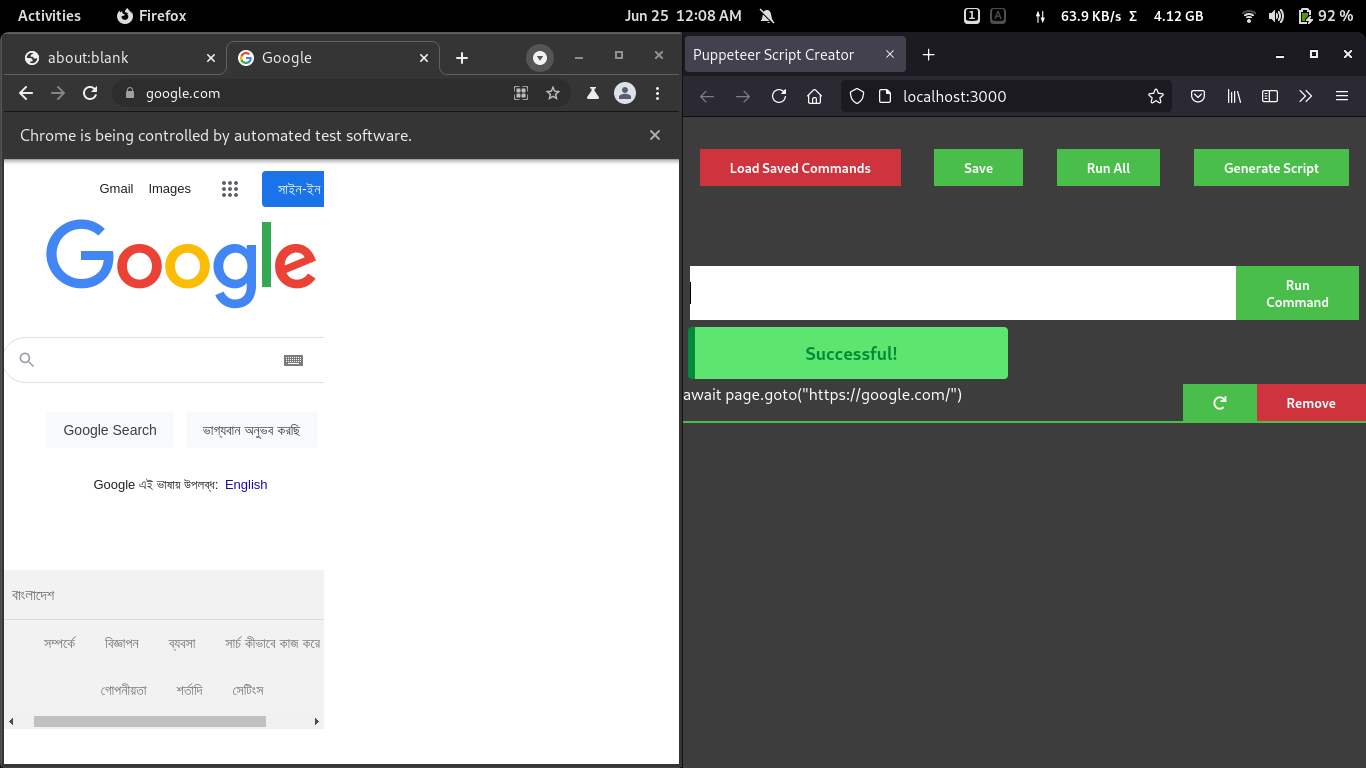 Activities Firefox Jun 25 12:08 AM 1 A 63.9 KB/s Σ 4.12 GB 92 %
about:blank Google
google.com
Chrome is being controlled by automated test software.
Gmail Images সাইন-ইন
Google
Google Search ভাগ্যবান অনুভব করছি
Google এই ভাষায় উপলব্ধ: English
বাংলাদেশ
সম্পর্কে বিজ্ঞাপন ব্যবসা সার্চ কীভাবে কাজ করে
গোপনীয়তা শর্তাদি সেটিংস
Puppeteer Script Creator
localhost:3000
Load Saved Commands Save Run All Generate Script
Run
Command
Successful!
await page.goto("https://google.com/") Remove